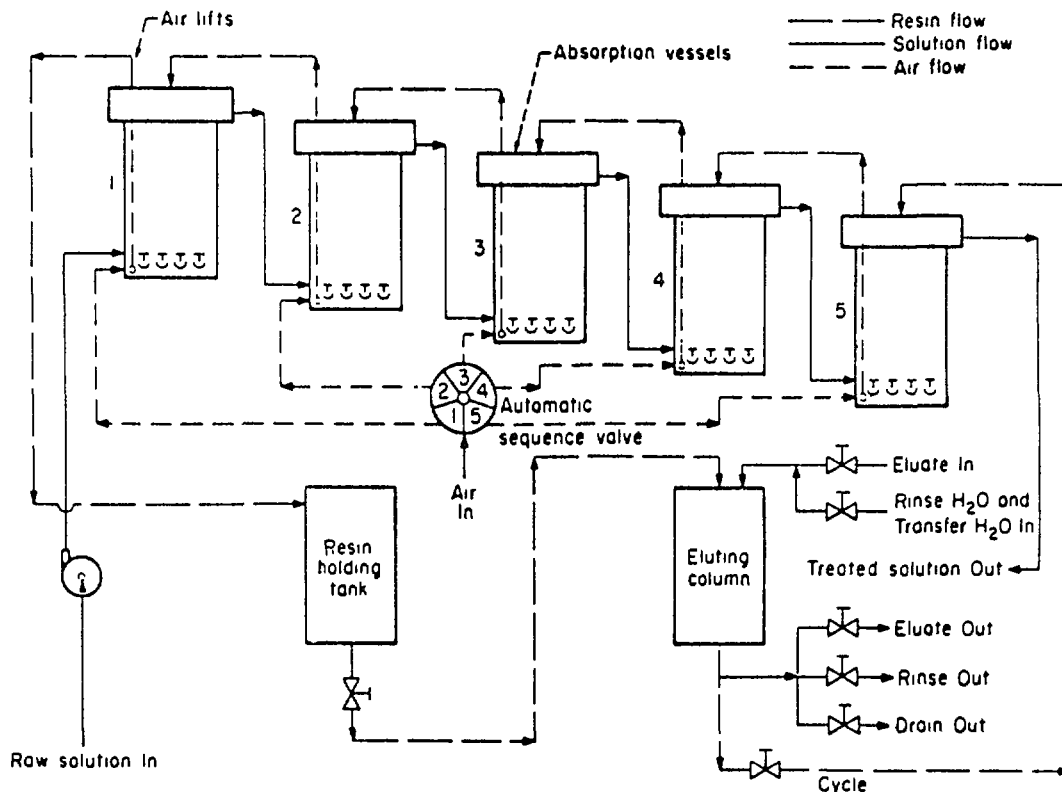 Air lifts
Resin flow
Solution flow
Air flow
Absorption vessels
1
2
3
4
5
3
2
4
1
5
Automatic
sequence valve
Air
In
Eluate In
Rinse H2O and
Transfer H2O In
Resin
holding
tank
Eluting
column
Treated solution Out
Eluate Out
Rinse Out
Drain Out
Raw solution In
Cycle